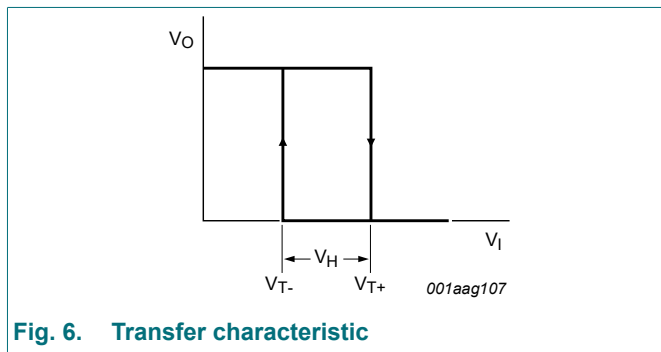 VO
VI
VH
VT-
VT+
001aag107
Fig. 6. Transfer characteristic